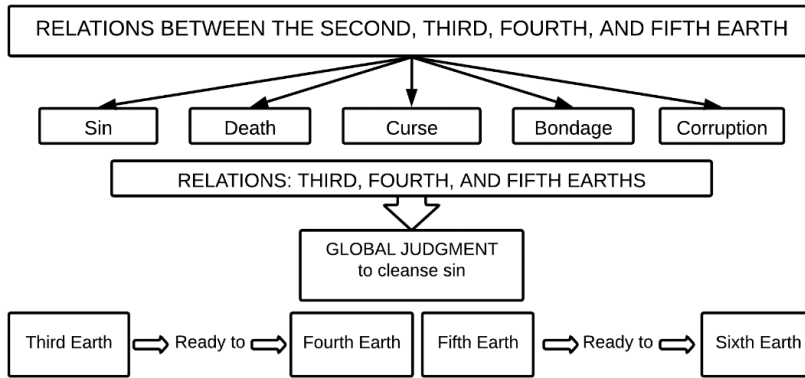 RELATIONS BETWEEN THE SECOND, THIRD, FOURTH, AND FIFTH EARTH
Sin
Death
Curse
Bondage
Corruption
RELATIONS: THIRD, FOURTH, AND FIFTH EARTHS
GLOBAL JUDGMENT
to cleanse sin
Third Earth
Ready to
Fourth Earth
Fifth Earth
Ready to
Sixth Earth